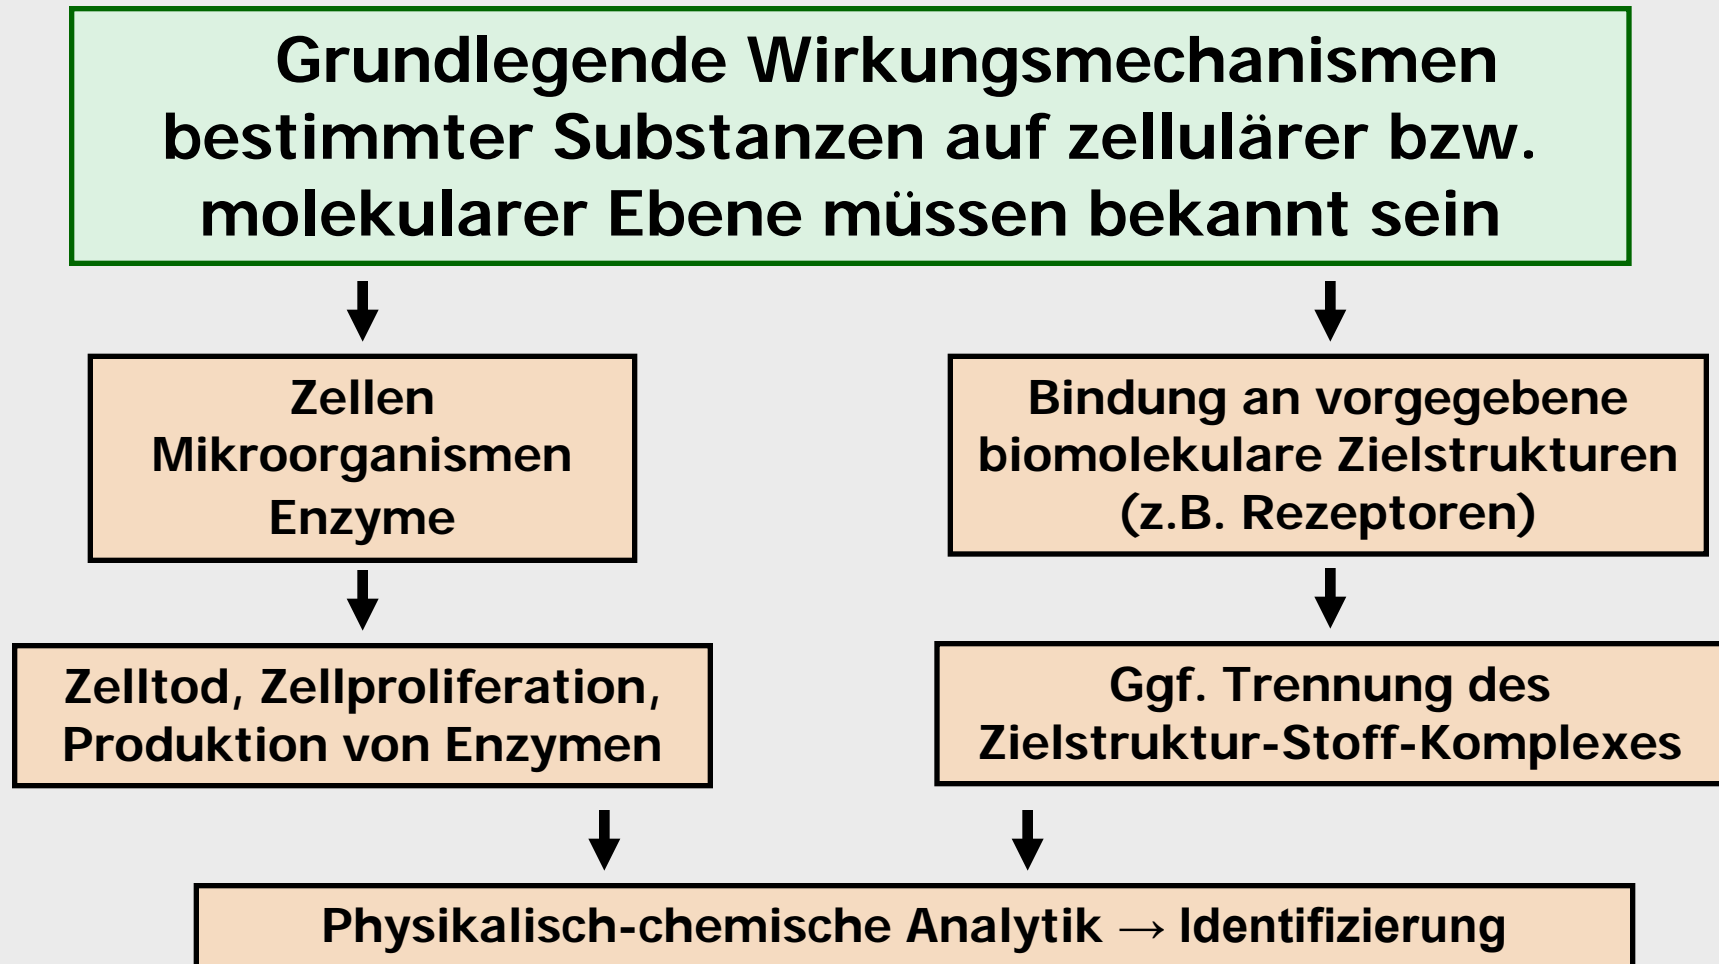 Grundlegende Wirkungsmechanismen
bestimmter Substanzen auf zellulärer bzw.
molekularer Ebene müssen bekannt sein
Zellen
Mikroorganismen
Enzyme
Bindung an vorgegebene
biomolekulare Zielstrukturen
(z.B. Rezeptoren)
Zelltod, Zellproliferation,
Produktion von Enzymen
Ggf. Trennung des
Zielstruktur-Stoff-Komplexes
Physikalisch-chemische Analytik → Identifizierung